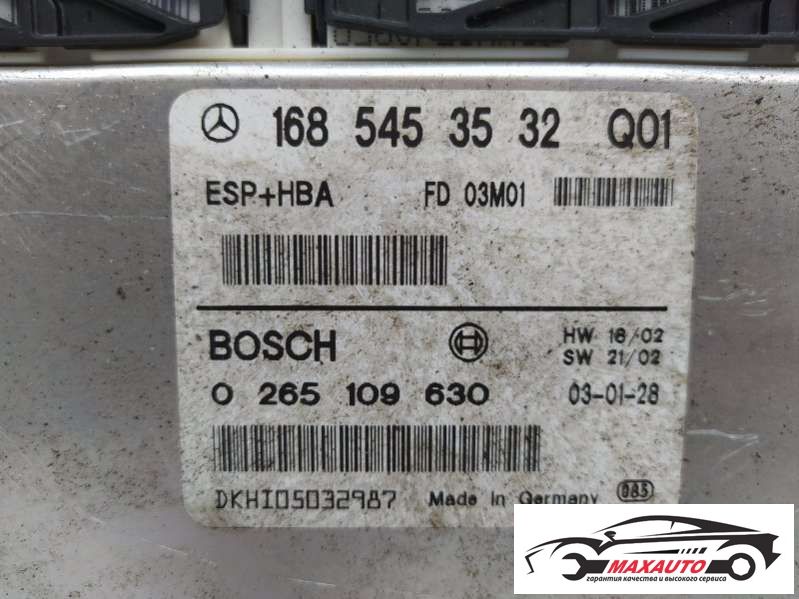 168 545 35 32 Q01
ESP+HBA FD 03M01
BOSCH HW 16/02
SW 21/02
0 265 109 630 03-01-28
DKHI05032987 Made in Germany 083
MAXAUTO
гарантия качества и высокого сервиса